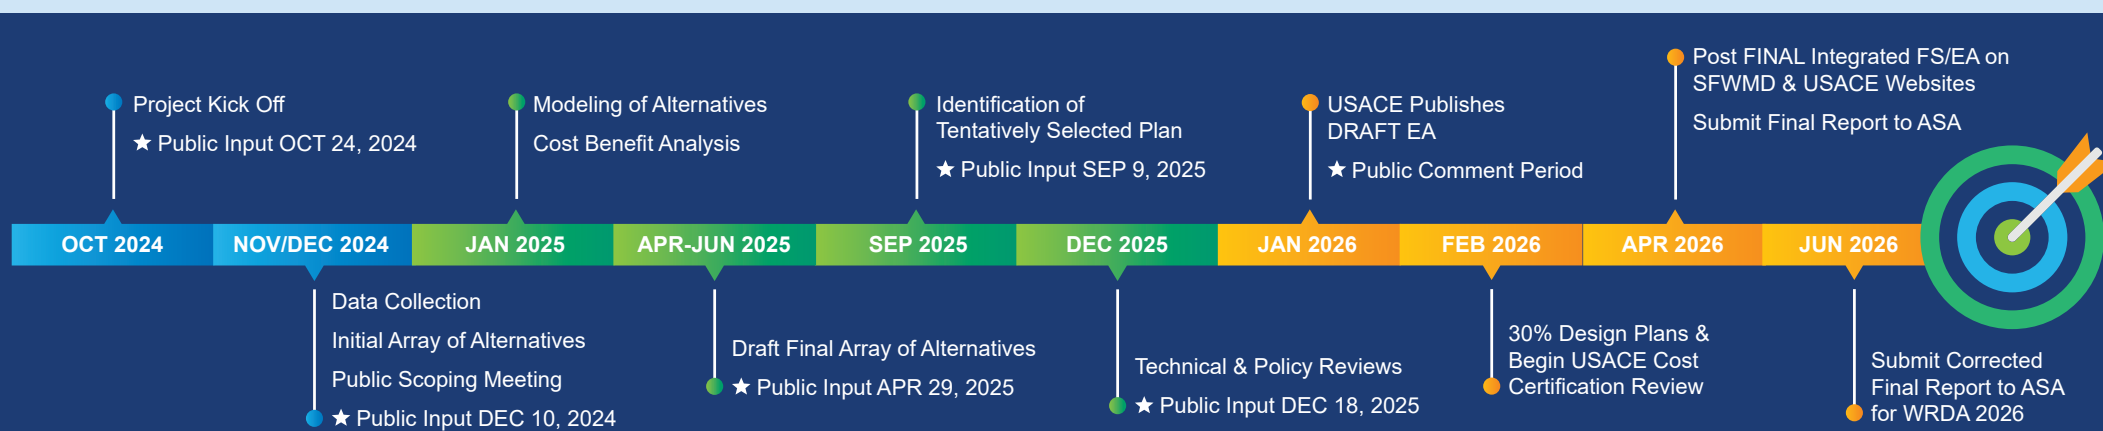 Project Kick Off
★ Public Input OCT 24, 2024
Modeling of Alternatives
Cost Benefit Analysis
Identification of
Tentatively Selected Plan
★ Public Input SEP 9, 2025
USACE Publishes
DRAFT EA
★ Public Comment Period
Post FINAL Integrated FS/EA on
SFWMD & USACE Websites
Submit Final Report to ASA
OCT 2024
NOV/DEC 2024
JAN 2025
APR-JUN 2025
SEP 2025
DEC 2025
JAN 2026
FEB 2026
APR 2026
JUN 2026
Data Collection
Initial Array of Alternatives
Public Scoping Meeting
★ Public Input DEC 10, 2024
Draft Final Array of Alternatives
★ Public Input APR 29, 2025
Technical & Policy Reviews
★ Public Input DEC 18, 2025
30% Design Plans &
Begin USACE Cost
Certification Review
Submit Corrected
Final Report to ASA
for WRDA 2026